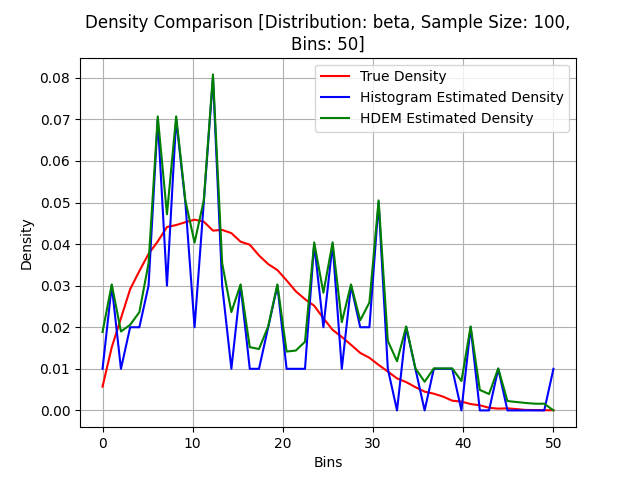 Density Comparison [Distribution: beta, Sample Size: 100,
Bins: 50]
True Density
Histogram Estimated Density
HDEM Estimated Density
Density
0.08
0.07
0.06
0.05
0.04
0.03
0.02
0.01
0.00
0
10
20
30
40
50
Bins